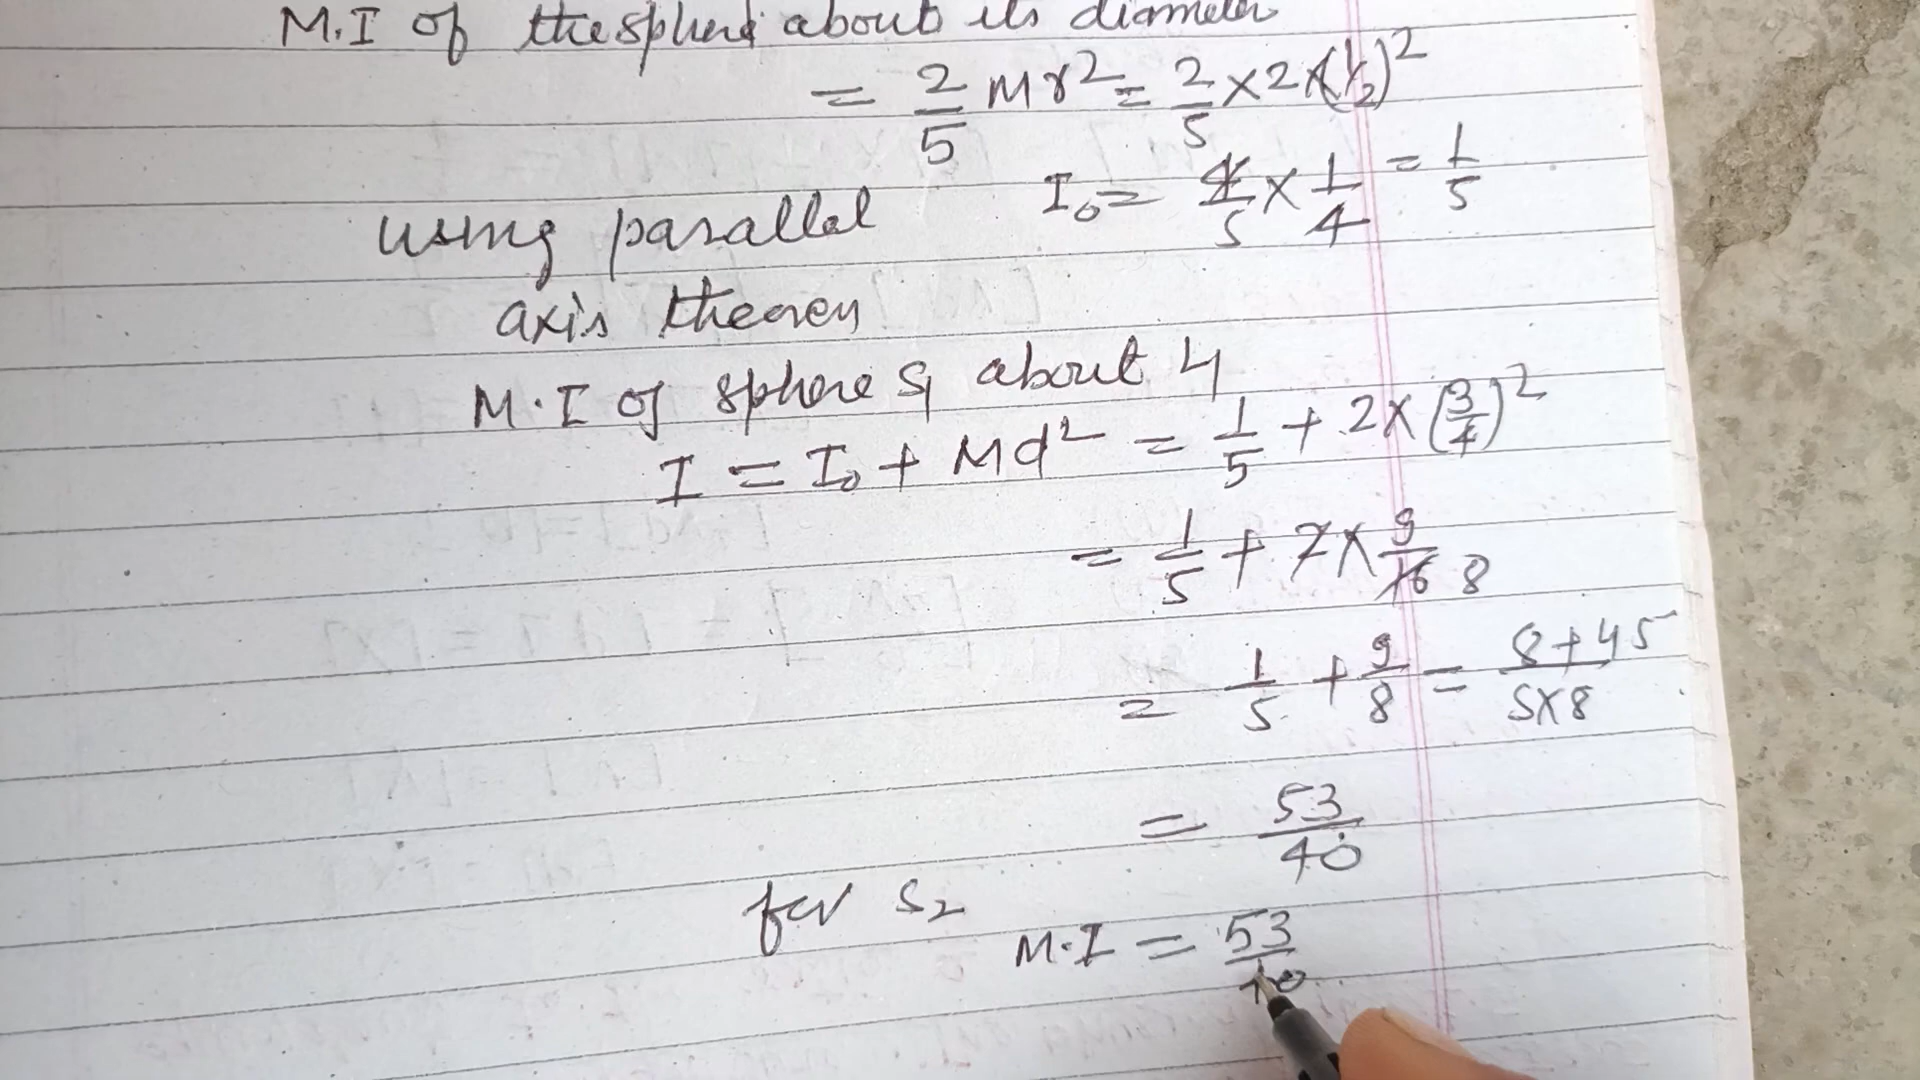 M.I of the sphere about its diameter
= 2/5 Mr² = 2/5 × 2 × (1/2)²
I₀ = 4/5 × 1/4 = 1/5
using parallel
axis theorem
M.I of sphere S₁ about 4
I = I₀ + Md² = 1/5 + 2 × (3/4)²
= 1/5 + 2 × 9/16 8
= 1/5 + 9/8 = 8+45/5×8
= 53/40
for S₂
M.I = 53/40